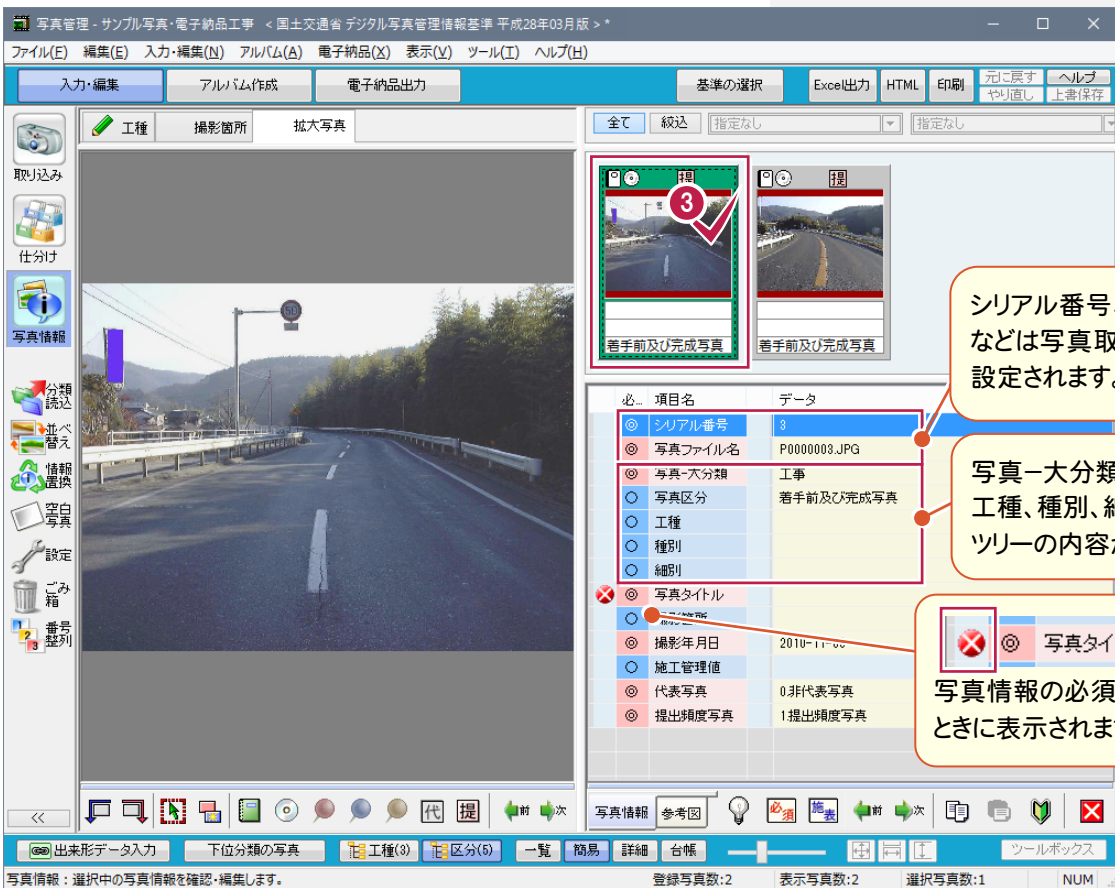 写真管理 - サンプル写真・電子納品工事 < 国土交通省 デジタル写真管理情報基準 平成28年03月版 > *
ファイル(F) 編集(E) 入力・編集(N) アルバム(A) 電子納品(X) 表示(V) ツール(T) ヘルプ(H)
入力・編集 アルバム作成 電子納品出力 基準の選択 Excel出力 HTML 印刷 元に戻す やり直し ヘルプ 上書保存
工種 撮影箇所 拡大写真
全て 絞込 指定なし 指定なし
取り込み
仕分け
写真情報
分類
読込
並べ
替え
情報
置換
空白
写真
設定
ごみ
箱
番号
整列
<<
50
提 提
3
着手前及び完成写真 着手前及び完成写真
シリアル番号
などは写真取
設定されます。
必... 項目名 データ
◎ シリアル番号 3
◎ 写真ファイル名 P0000003.JPG
◎ 写真-大分類 工事
○ 写真区分 着手前及び完成写真
○ 工種
○ 種別
○ 細別
◎ 写真タイトル
○
◎ 撮影年月日 2010-11-
○ 施工管理値
◎ 代表写真 0.非代表写真
◎ 提出頻度写真 1.提出頻度写真
写真−大分類
工種、種別、
ツリーの内容
◎ 写真タイ
写真情報の必須
ときに表示されま
代 提 前 次
写真情報 参考図 必須 施表 前 次
出来形データ入力 下位分類の写真 工種(3) 区分(5) 一覧 簡易 詳細 台帳 ツールボックス
写真情報 : 選択中の写真情報を確認・編集します。 登録写真数:2 表示写真数:2 選択写真数:1 NUM